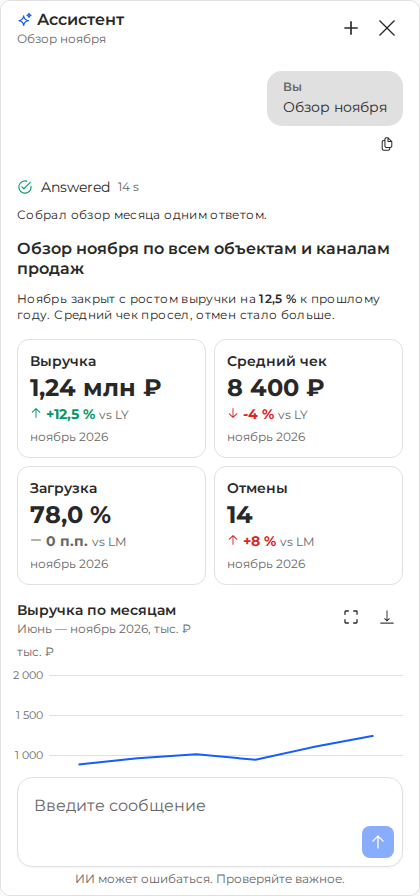 Ассистент
Обзор ноября
Вы
Обзор ноября
Answered 14 s
Собрал обзор месяца одним ответом.
Обзор ноября по всем объектам и каналам
продаж
Ноябрь закрыт с ростом выручки на 12,5 % к прошлому
году. Средний чек просел, отмен стало больше.
Выручка
1,24 млн ₽
↑ +12,5 % vs LY
ноябрь 2026
Средний чек
8 400 ₽
↓ -4 % vs LY
ноябрь 2026
Загрузка
78,0 %
— 0 п.п. vs LM
ноябрь 2026
Отмены
14
↑ +8 % vs LM
ноябрь 2026
Выручка по месяцам
Июнь — ноябрь 2026, тыс. ₽
тыс. ₽
2 000
1 500
1 000
Введите сообщение
ИИ может ошибаться. Проверяйте важное.